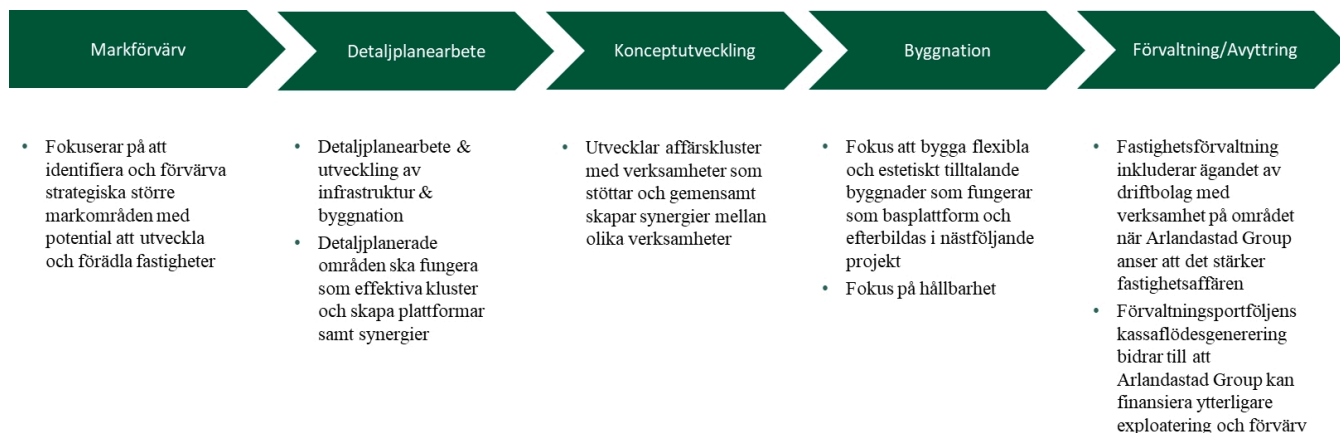 Markförvärv
Detaljplanearbete
Konceptutveckling
Byggnation
Förvaltning/Avyttring
• Fokuserar på att
identifiera och förvärva
strategiska större
markområden med
potential att utveckla
och förädla fastigheter
• Detaljplanearbete &
utveckling av
infrastruktur &
byggnation
• Detaljplanerade
områden ska fungera
som effektiva kluster
och skapa plattformar
samt synergier
• Utvecklar affärskluster
med verksamheter som
stöttar och gemensamt
skapar synergier mellan
olika verksamheter
• Fokus att bygga flexibla
och estetiskt tilltalande
byggnader som fungerar
som basplattform och
efterbildas i nästföljande
projekt
• Fokus på hållbarhet
• Fastighetsförvaltning
inkluderar ägandet av
driftbolag med
verksamhet på området
när Arlandastad Group
anser att det stärker
fastighetsaffären
• Förvaltningsportföljens
kassaflödesgenerering
bidrar till att
Arlandastad Group kan
finansiera ytterligare
exploatering och förvärv